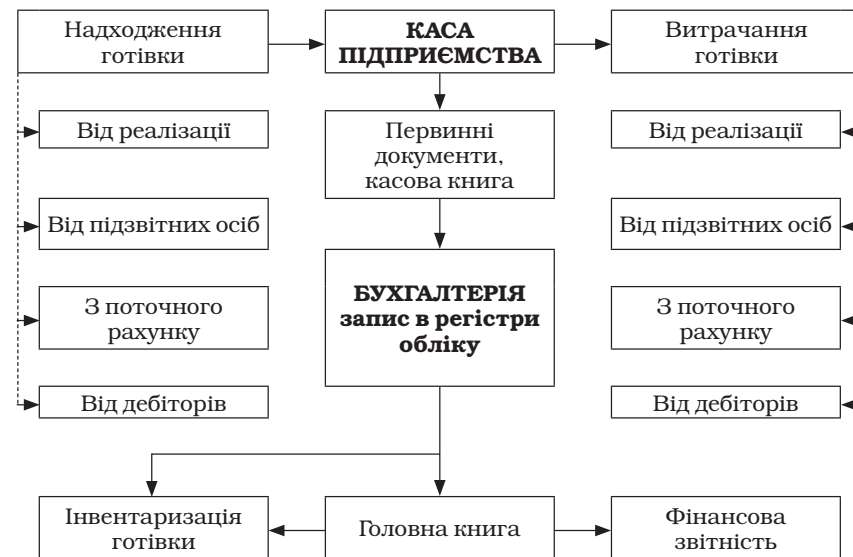 Надходження
готівки
КАСА
ПІДПРИЄМСТВА
Витрачання
готівки
Від реалізації
Первинні
документи,
касова книга
Від реалізації
Від підзвітних осіб
Від підзвітних осіб
БУХГАЛТЕРІЯ
запис в регістри
обліку
З поточного
рахунку
З поточного
рахунку
Від дебіторів
Від дебіторів
Інвентаризація
готівки
Головна книга
Фінансова
звітність